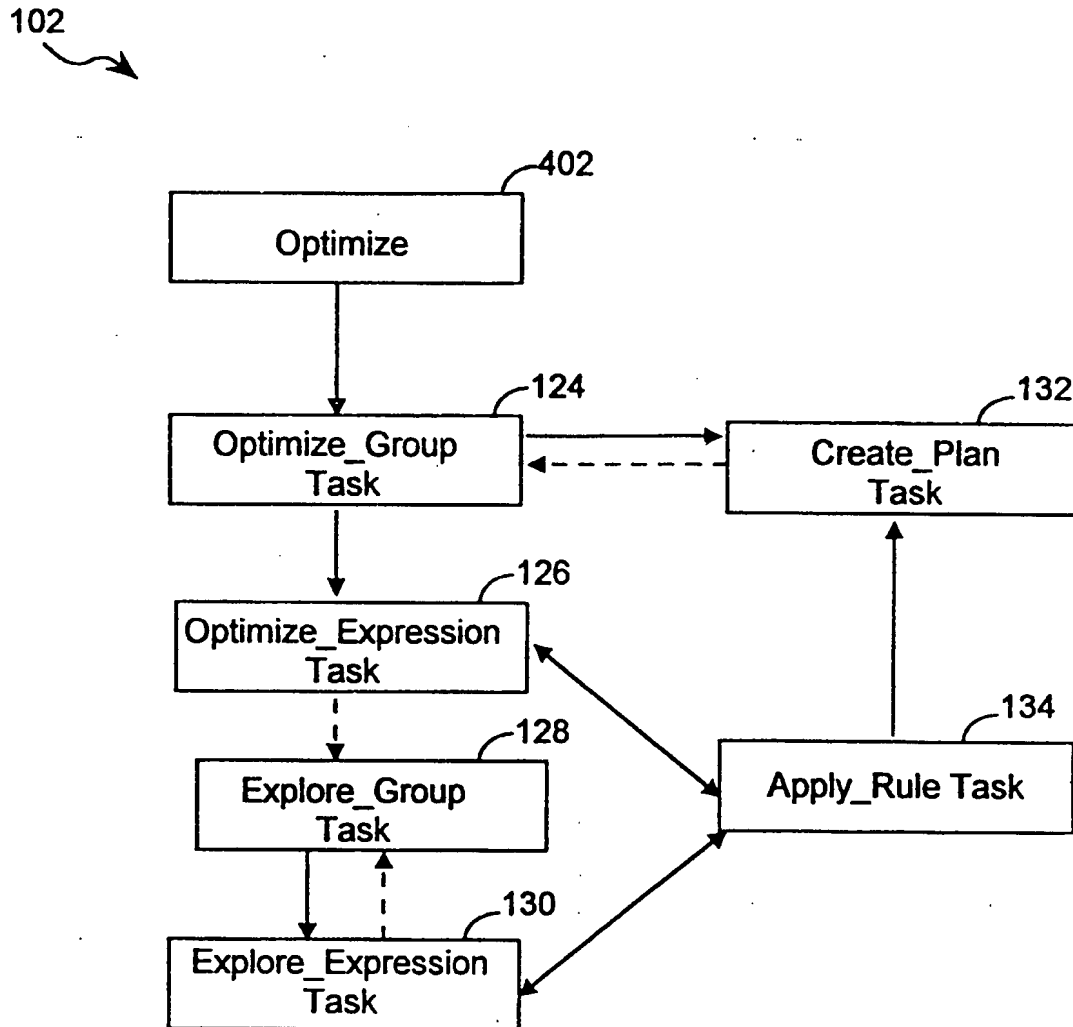 102
402
Optimize
124
Optimize_Group
Task
132
Create_Plan
Task
126
Optimize_Expression
Task
128
Explore_Group
Task
134
Apply_Rule Task
130
Explore_Expression
Task